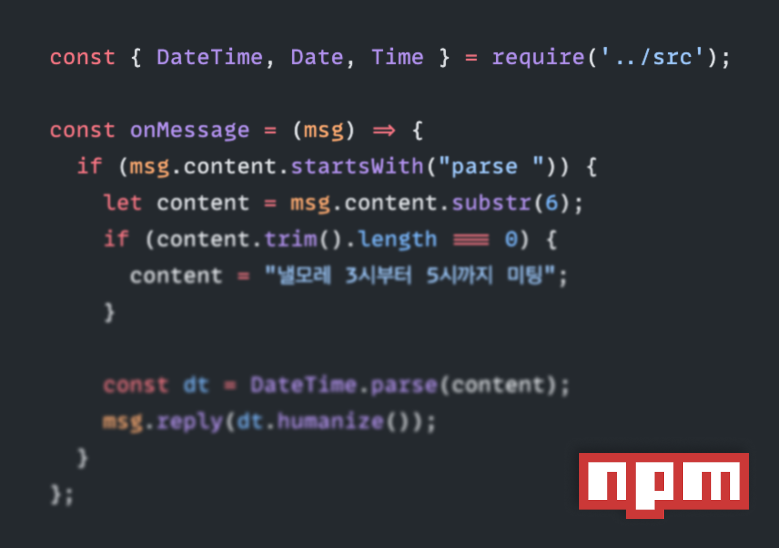 const { DateTime, Date, Time } = require('../src');
const onMessage = (msg) => {
if (msg.content.startsWith("parse ")) {
let content = msg.content.substr(6);
if (content.trim().length === 0) {
content = "낼모레 3시부터 5시까지 미팅";
}
const dt = DateTime.parse(content);
msg.reply(dt.humanize());
}
};
npm